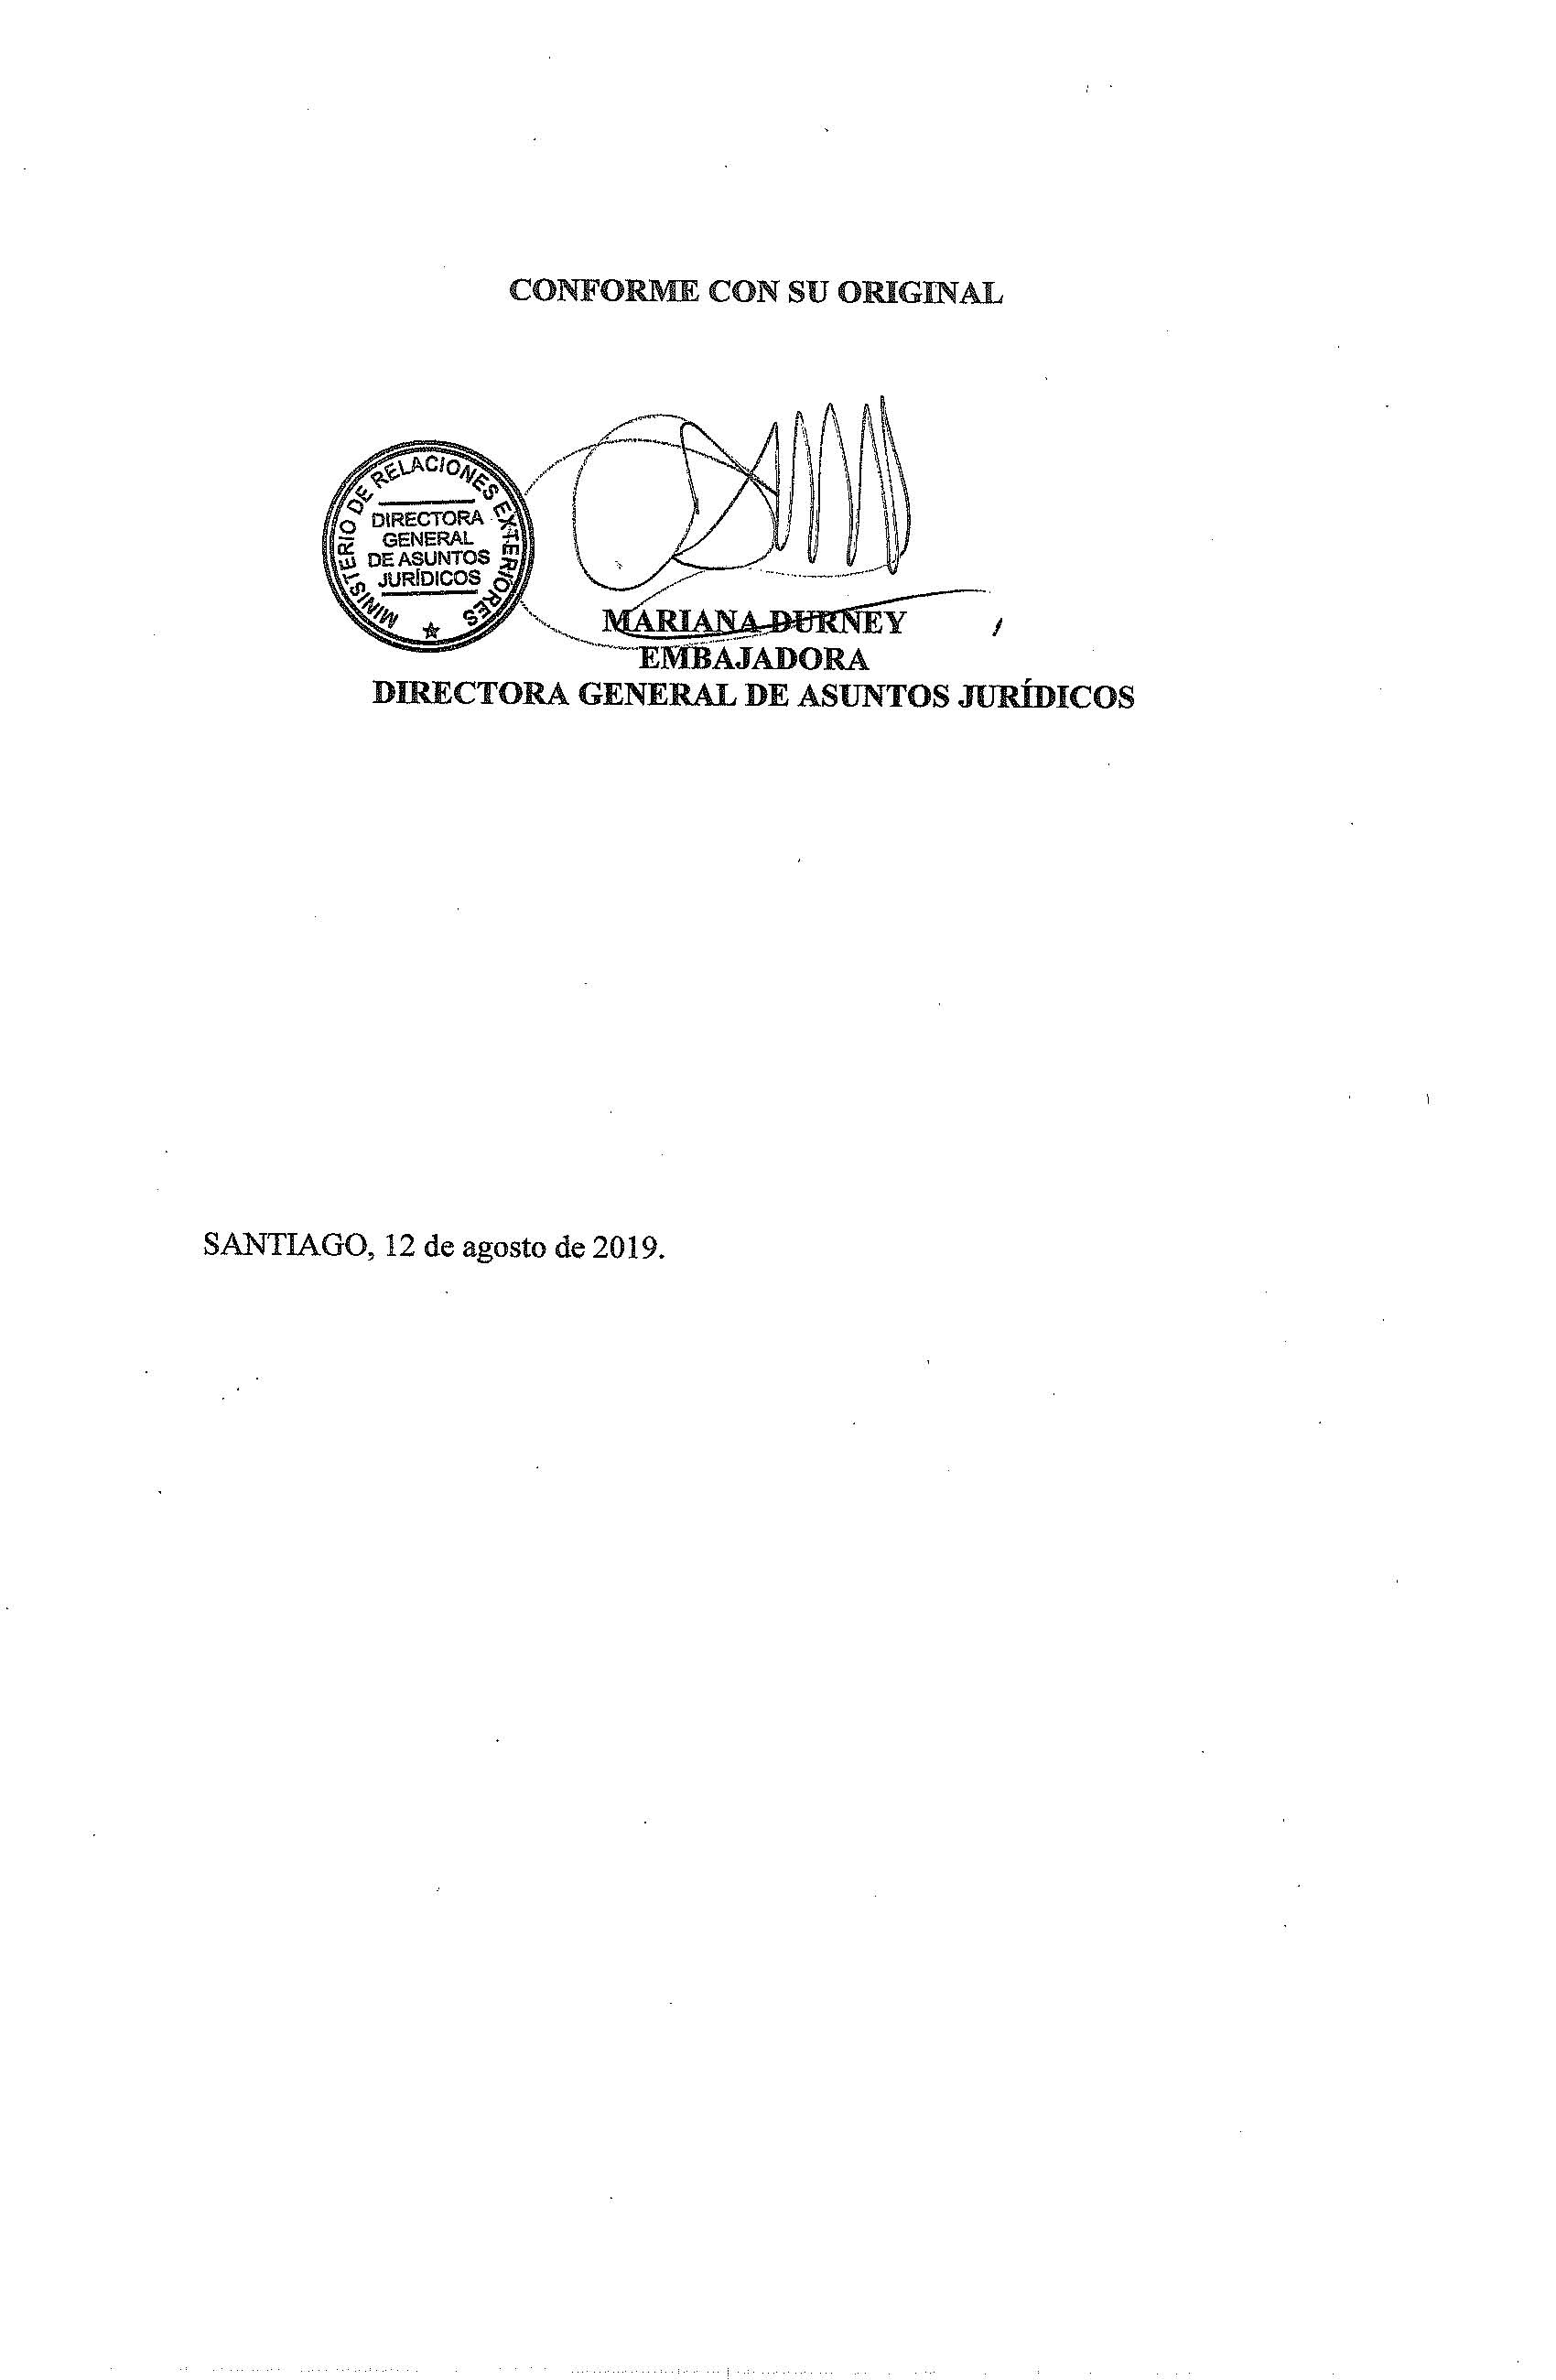 CONFORME CON SU ORIGINAL
MINISTERIO DE RELACIONES EXTERIORES
DIRECTORA
GENERAL
DE ASUNTOS
JURÍDICOS
MARIANA DURNEY
EMBAJADORA
DIRECTORA GENERAL DE ASUNTOS JURÍDICOS
SANTIAGO, 12 de agosto de 2019.